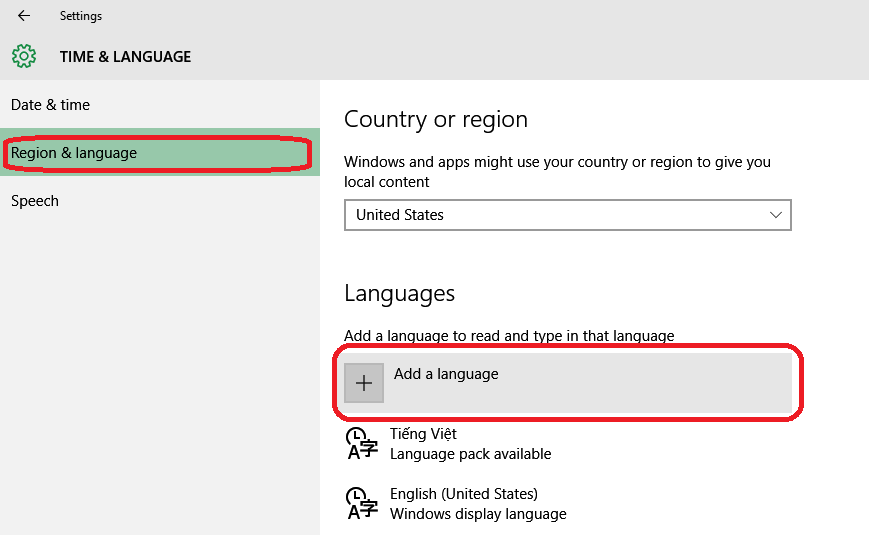 Settings
TIME & LANGUAGE
Date & time
Region & language
Speech
Country or region
Windows and apps might use your country or region to give you
local content
United States
Languages
Add a language to read and type in that language
Add a language
Tiếng Việt
Language pack available
English (United States)
Windows display language